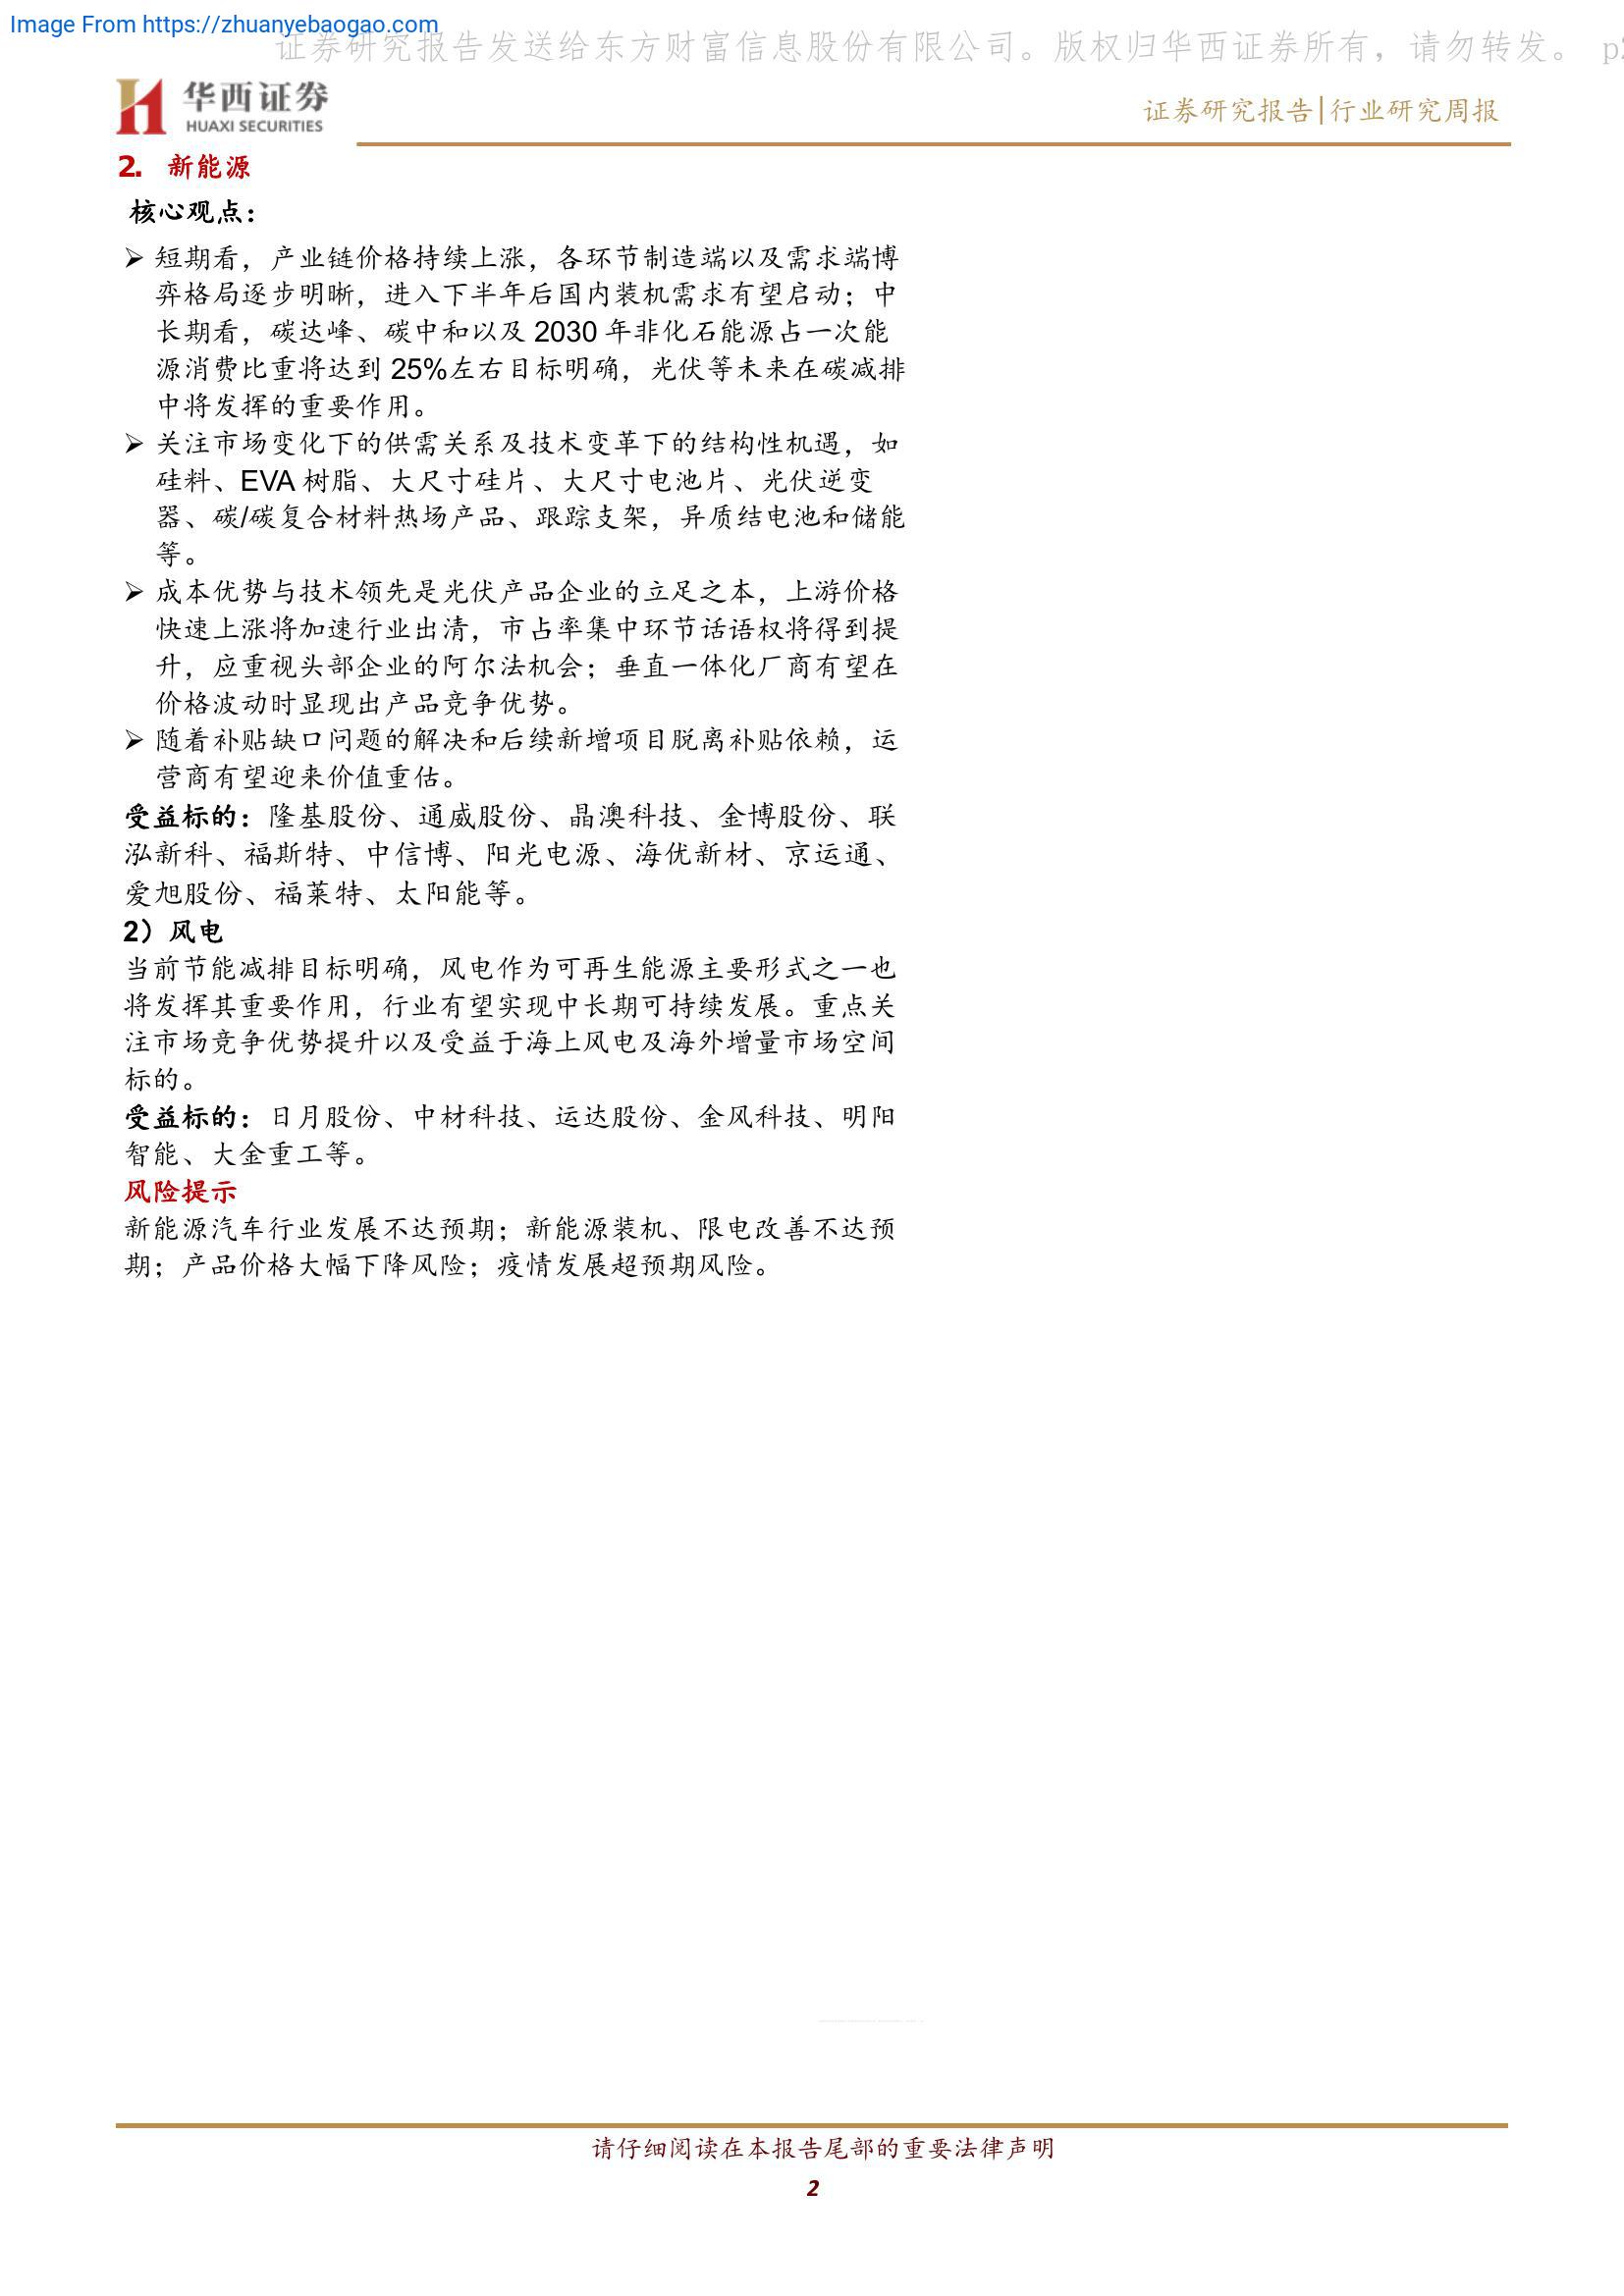 Image From https://zhuanyebaogao.com
证券研究报告发送给东方财富信息股份有限公司。版权归华西证券所有，请勿转发。 p2
华西证券
HUAXI SECURITIES
证券研究报告|行业研究周报
2. 新能源
核心观点：
➢ 短期看，产业链价格持续上涨，各环节制造端以及需求端博
弈格局逐步明晰，进入下半年后国内装机需求有望启动；中
长期看，碳达峰、碳中和以及 2030 年非化石能源占一次能
源消费比重将达到 25%左右目标明确，光伏等未来在碳减排
中将发挥的重要作用。
➢ 关注市场变化下的供需关系及技术变革下的结构性机遇，如
硅料、EVA 树脂、大尺寸硅片、大尺寸电池片、光伏逆变
器、碳/碳复合材料热场产品、跟踪支架，异质结电池和储能
等。
➢ 成本优势与技术领先是光伏产品企业的立足之本，上游价格
快速上涨将加速行业出清，市占率集中环节话语权将得到提
升，应重视头部企业的阿尔法机会；垂直一体化厂商有望在
价格波动时显现出产品竞争优势。
➢ 随着补贴缺口问题的解决和后续新增项目脱离补贴依赖，运
营商有望迎来价值重估。
受益标的：隆基股份、通威股份、晶澳科技、金博股份、联
泓新科、福斯特、中信博、阳光电源、海优新材、京运通、
爱旭股份、福莱特、太阳能等。
2）风电
当前节能减排目标明确，风电作为可再生能源主要形式之一也
将发挥其重要作用，行业有望实现中长期可持续发展。重点关
注市场竞争优势提升以及受益于海上风电及海外增量市场空间
标的。
受益标的：日月股份、中材科技、运达股份、金风科技、明阳
智能、大金重工等。
风险提示
新能源汽车行业发展不达预期；新能源装机、限电改善不达预
期；产品价格大幅下降风险；疫情发展超预期风险。
请仔细阅读在本报告尾部的重要法律声明
2